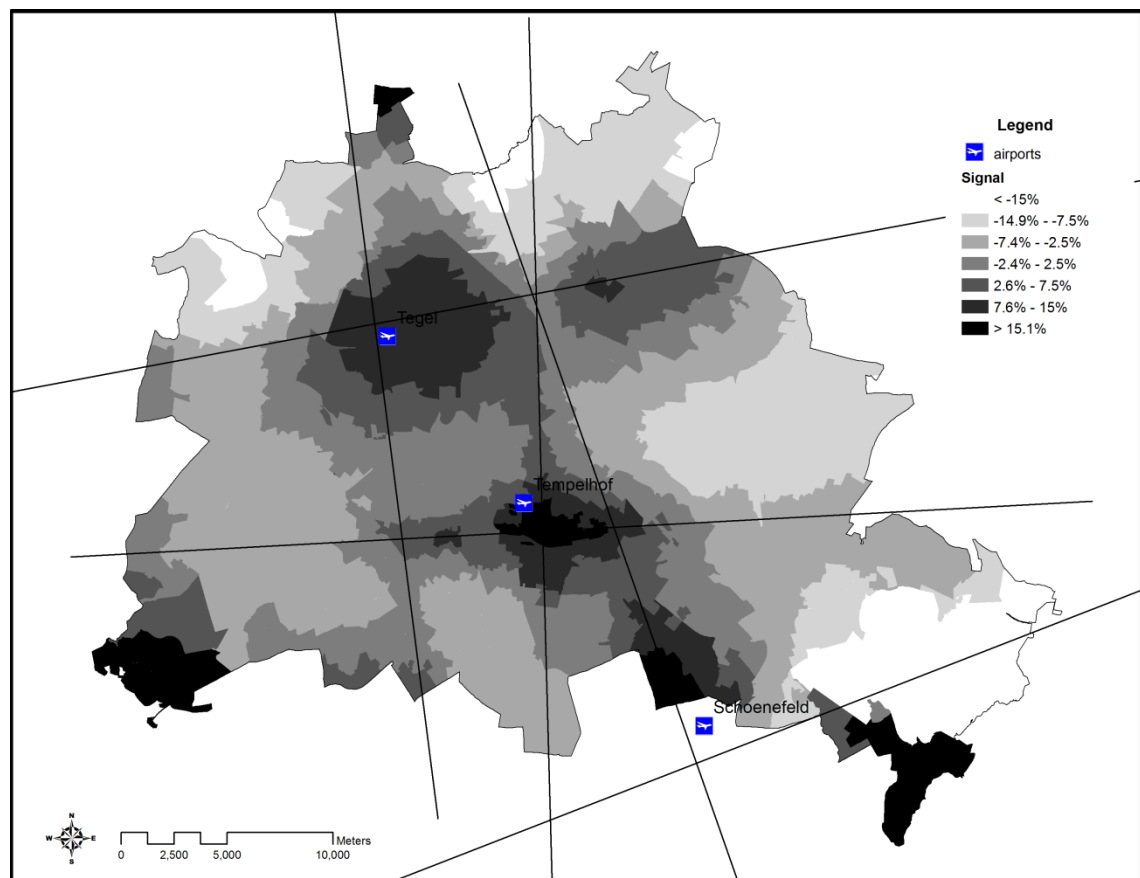 Legend
airports
Signal
< -15%
-14.9% - -7.5%
-7.4% - -2.5%
-2.4% - 2.5%
2.6% - 7.5%
7.6% - 15%
> 15.1%
Tegel
Tempelhof
Schoenefeld
N
W E
S
Meters
0 2,500 5,000 10,000